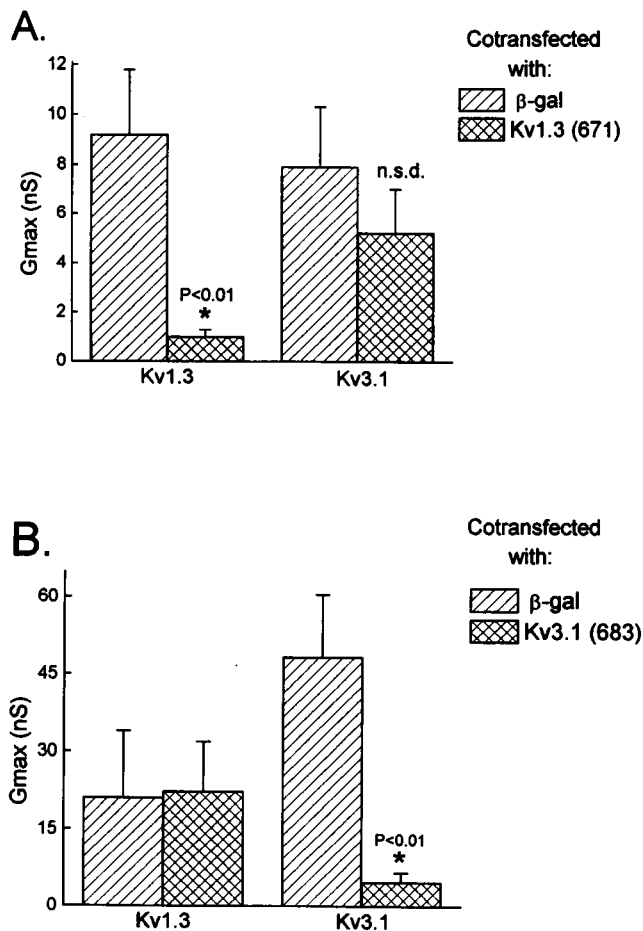 A.
Cotransfected
with:
β-gal
Kv1.3 (671)
12
10
8
6
4
2
0
Gmax (nS)
n.s.d.
P<0.01
*
Kv1.3
Kv3.1
B.
Cotransfected
with:
β-gal
Kv3.1 (683)
60
45
30
15
0
Gmax (nS)
P<0.01
*
Kv1.3
Kv3.1